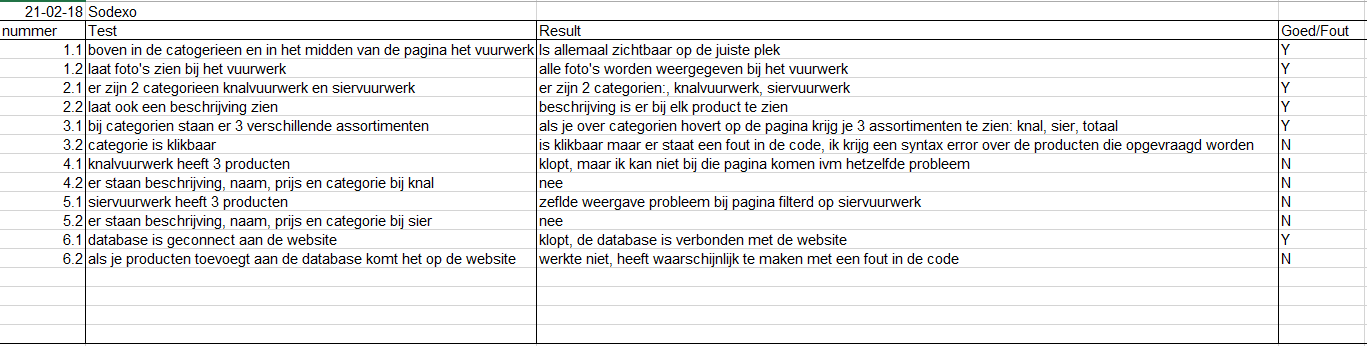 21-02-18 Sodexo
nummer Test Result Goed/Fout
1.1 boven in de catogerieen en in het midden van de pagina het vuurwerk Is allemaal zichtbaar op de juiste plek Y
1.2 laat foto's zien bij het vuurwerk alle foto's worden weergegeven bij het vuurwerk Y
2.1 er zijn 2 categorieen knalvuurwerk en siervuurwerk er zijn 2 categorien:, knalvuurwerk, siervuurwerk Y
2.2 laat ook een beschrijving zien beschrijving is er bij elk product te zien Y
3.1 bij categorien staan er 3 verschillende assortimenten als je over categorien hovert op de pagina krijg je 3 assortimenten te zien: knal, sier, totaal Y
3.2 categorie is klikbaar is klikbaar maar er staat een fout in de code, ik krijg een syntax error over de producten die opgevraagd worden N
4.1 knalvuurwerk heeft 3 producten klopt, maar ik kan niet bij die pagina komen ivm hetzelfde probleem N
4.2 er staan beschrijving, naam, prijs en categorie bij knal nee N
5.1 siervuurwerk heeft 3 producten zeflde weergave probleem bij pagina filterd op siervuurwerk N
5.2 er staan beschrijving, naam, prijs en categorie bij sier nee N
6.1 database is geconnect aan de website klopt, de database is verbonden met de website Y
6.2 als je producten toevoegt aan de database komt het op de website werkte niet, heeft waarschijnlijk te maken met een fout in de code N